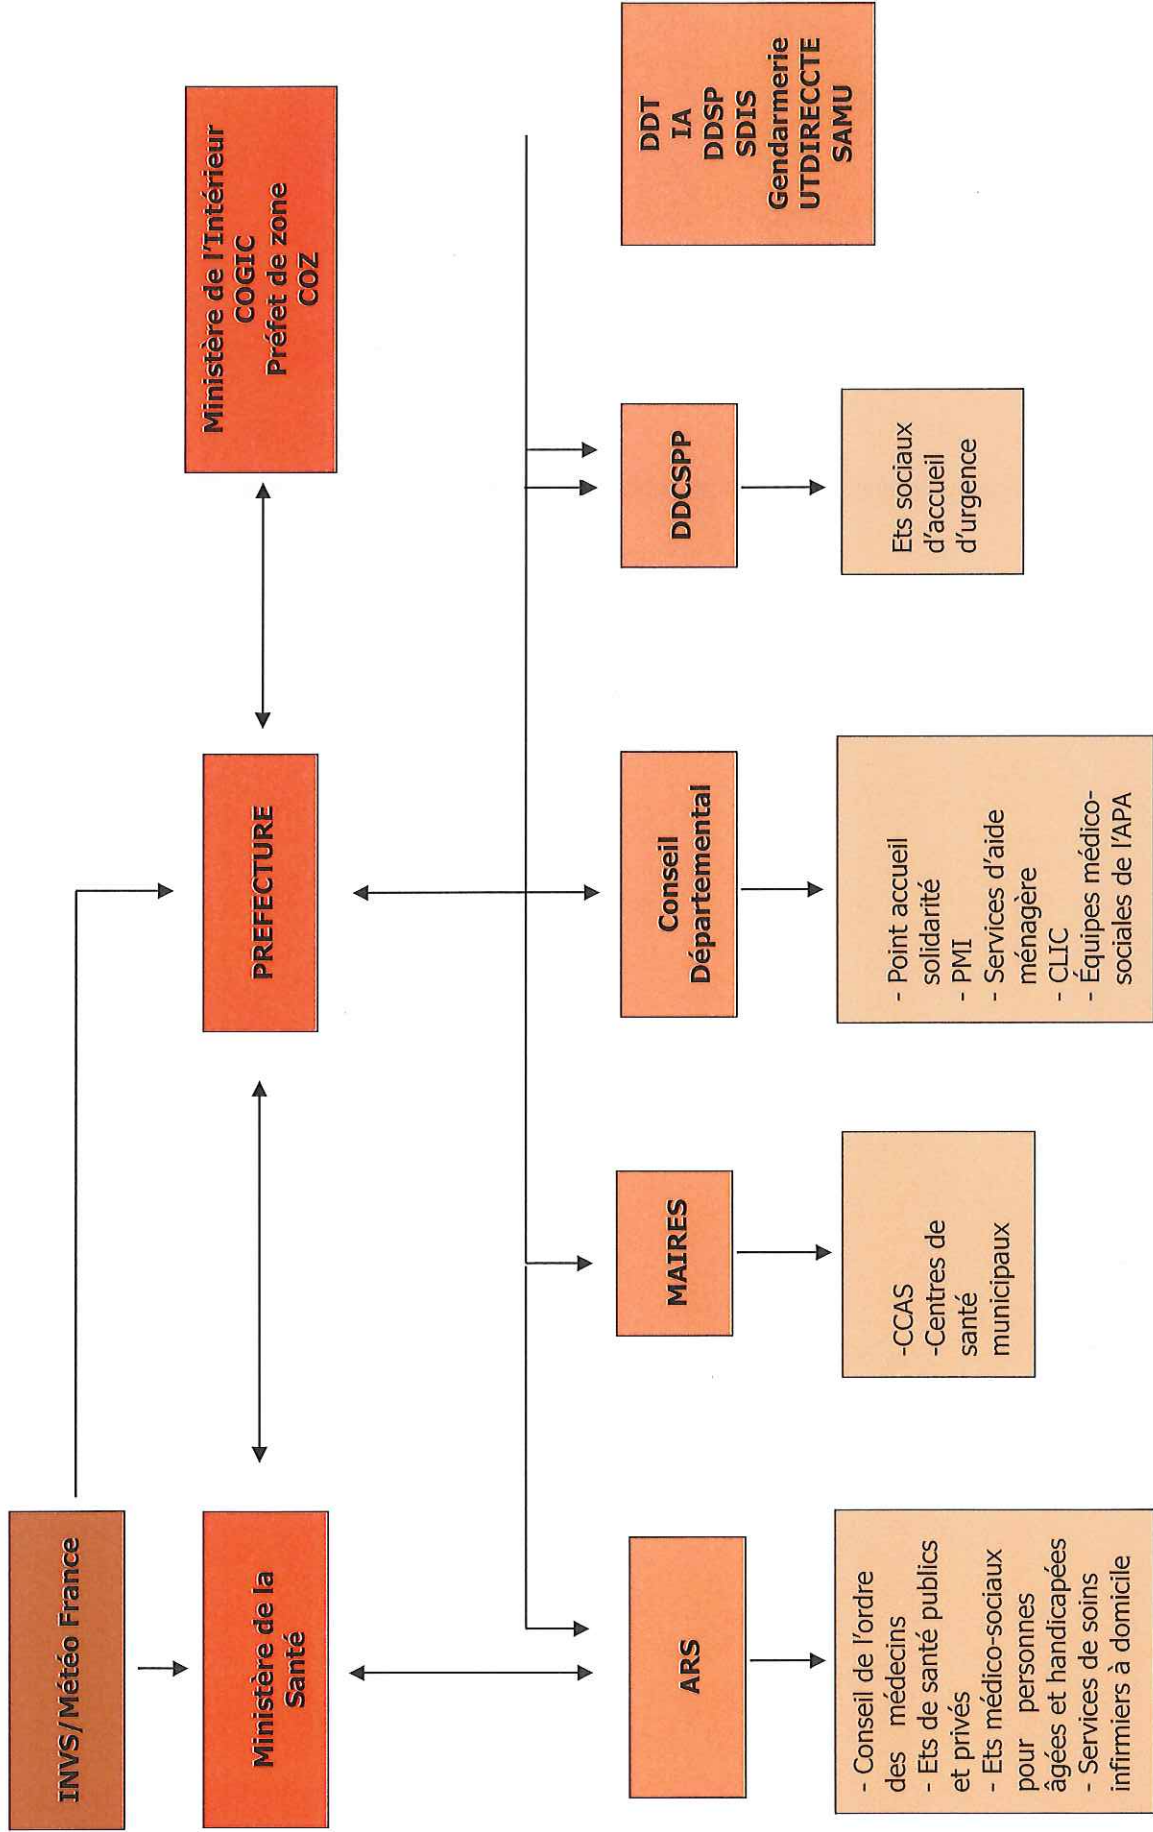 INVS/Météo France
Ministère de la
Santé
PREFECTURE
Ministère de l'Intérieur
COGIC
Préfet de zone
COZ
ARS
MAIRES
Conseil
Départemental
DDCSPP
DDT
IA
DDSP
SDIS
Gendarmerie
UTDIRECCTE
SAMU
- Conseil de l'ordre
des médecins
- Ets de santé publics
et privés
- Ets médico-sociaux
pour personnes
âgées et handicapées
- Services de soins
infirmiers à domicile
-CCAS
-Centres de
santé
municipaux
- Point accueil
solidarité
- PMI
- Services d'aide
ménagère
- CLIC
- Équipes médico-
sociales de l'APA
Ets sociaux
d'accueil
d'urgence